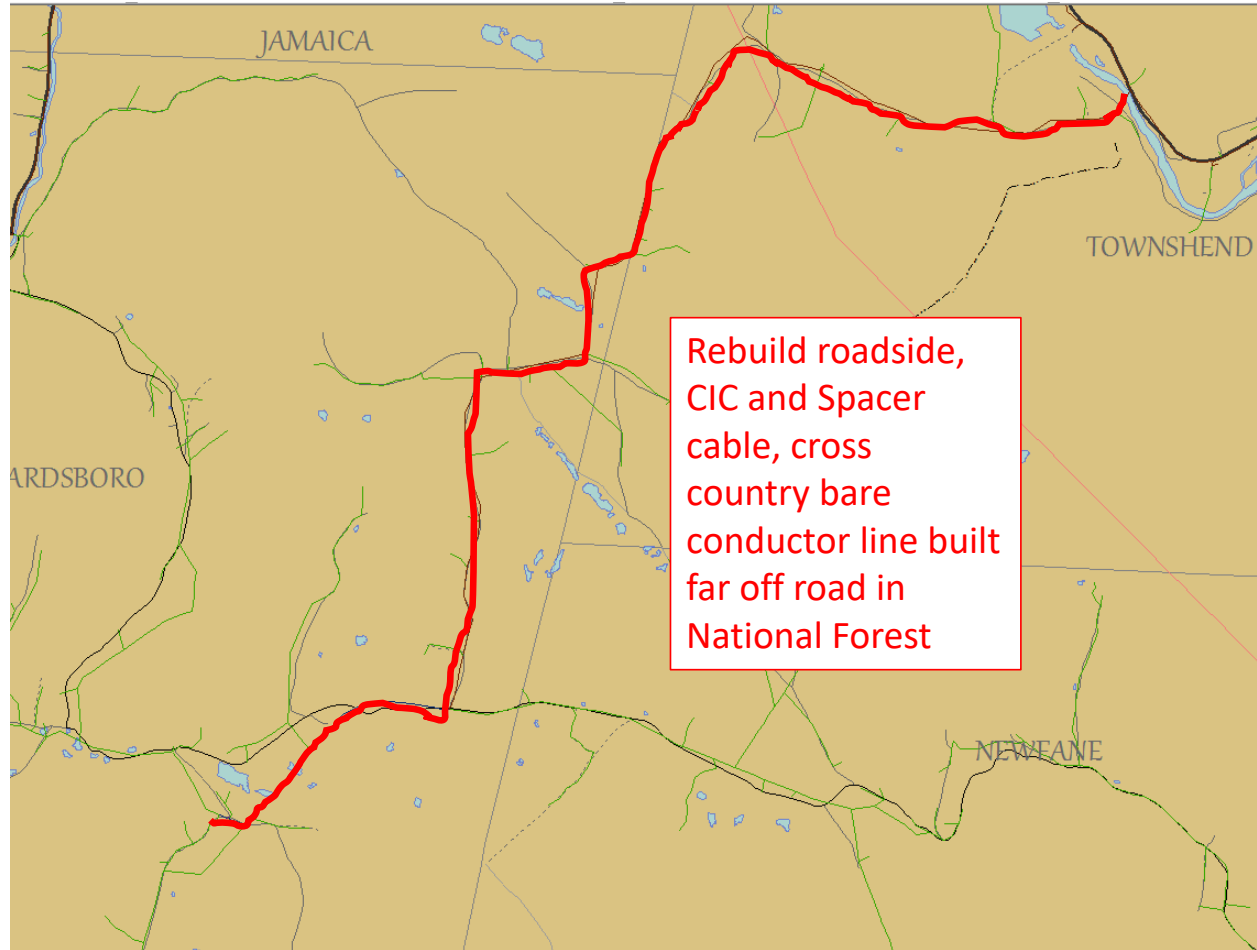 JAMAICA
TOWNSHEND
Rebuild roadside,
CIC and Spacer
cable, cross
country bare
conductor line built
far off road in
National Forest
ARDSBORO
NEWFANE